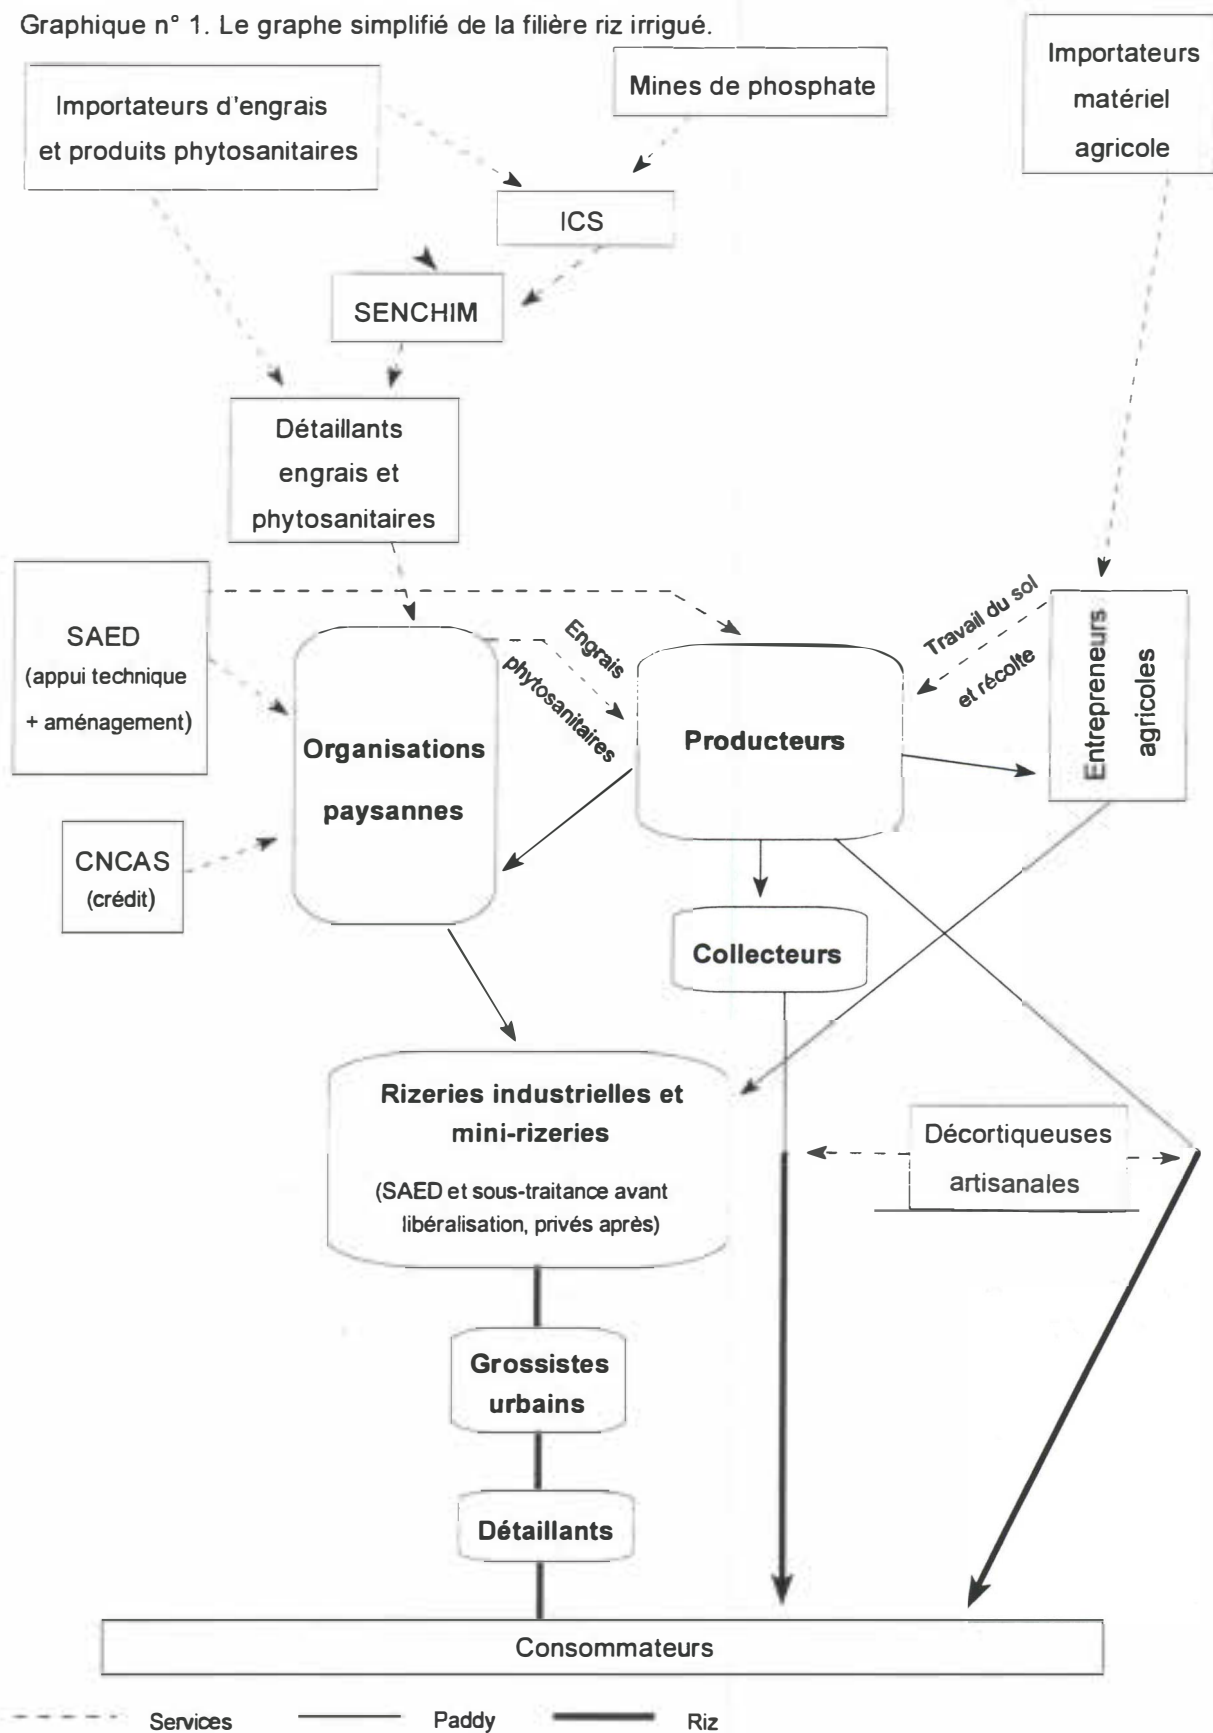 Graphique n° 1. Le graphe simplifié de la filière riz irrigué.
Importateurs d'engrais
et produits phytosanitaires
Mines de phosphate
Importateurs
matériel
agricole
ICS
SENCHIM
Détaillants
engrais et
phytosanitaires
SAED
(appui technique
+ aménagement)
Engrais
phytosanitaires
Travail du sol
et récolte
Entrepreneurs
agricoles
Organisations
paysannes
Producteurs
CNCAS
(crédit)
Collecteurs
Rizeries industrielles et
mini-rizeries
(SAED et sous-traitance avant
libéralisation, privés après)
Décortiqueuses
artisanales
Grossistes
urbains
Détaillants
Consommateurs
Services
Paddy
Riz